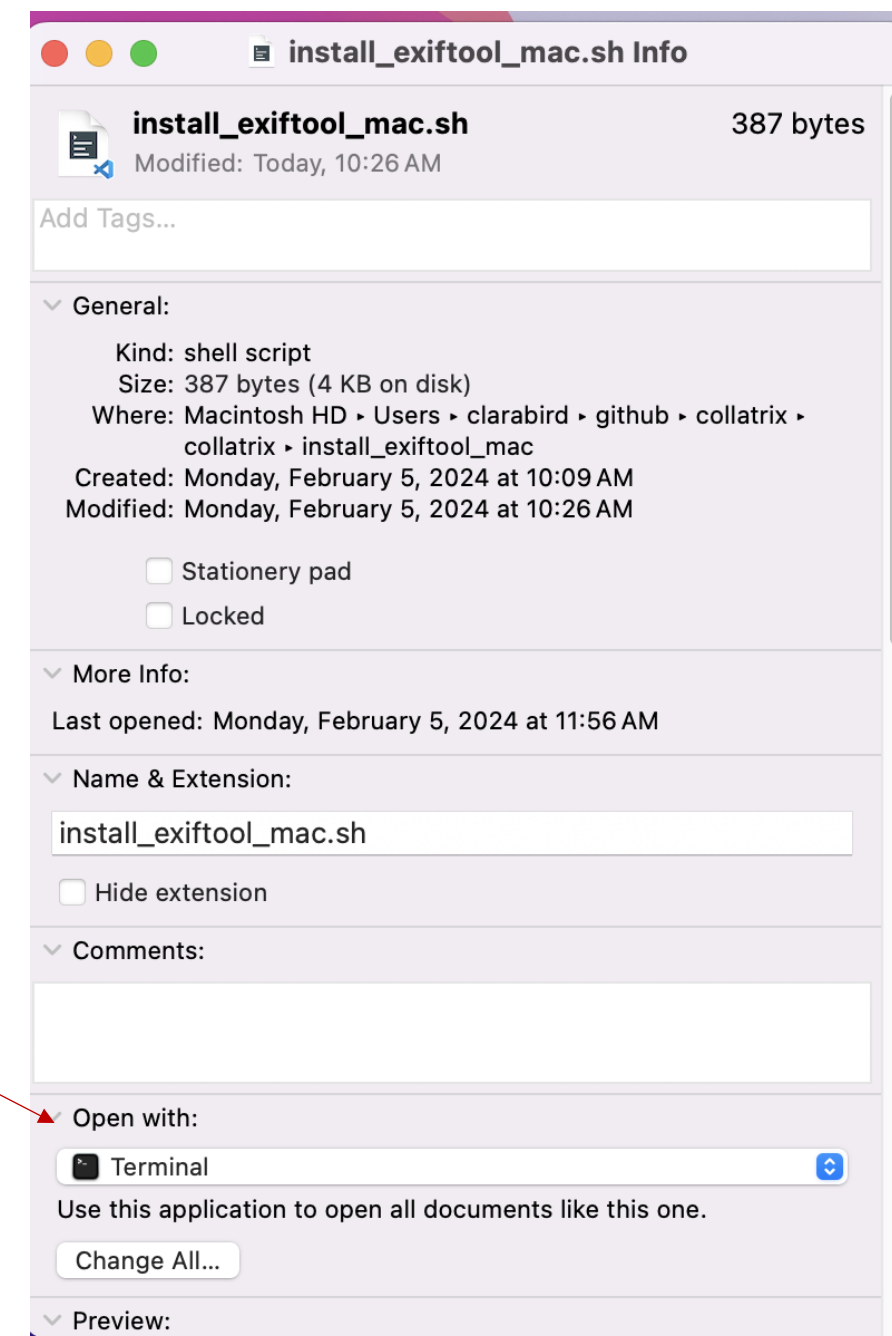 install_exiftool_mac.sh Info
install_exiftool_mac.sh 387 bytes
Modified: Today, 10:26 AM
Add Tags...
General:
Kind: shell script
Size: 387 bytes (4 KB on disk)
Where: Macintosh HD ▸ Users ▸ clarabird ▸ github ▸ collatrix ▸
collatrix ▸ install_exiftool_mac
Created: Monday, February 5, 2024 at 10:09 AM
Modified: Monday, February 5, 2024 at 10:26 AM
Stationery pad
Locked
More Info:
Last opened: Monday, February 5, 2024 at 11:56 AM
Name & Extension:
install_exiftool_mac.sh
Hide extension
Comments:
Open with:
Terminal
Use this application to open all documents like this one.
Change All...
Preview: